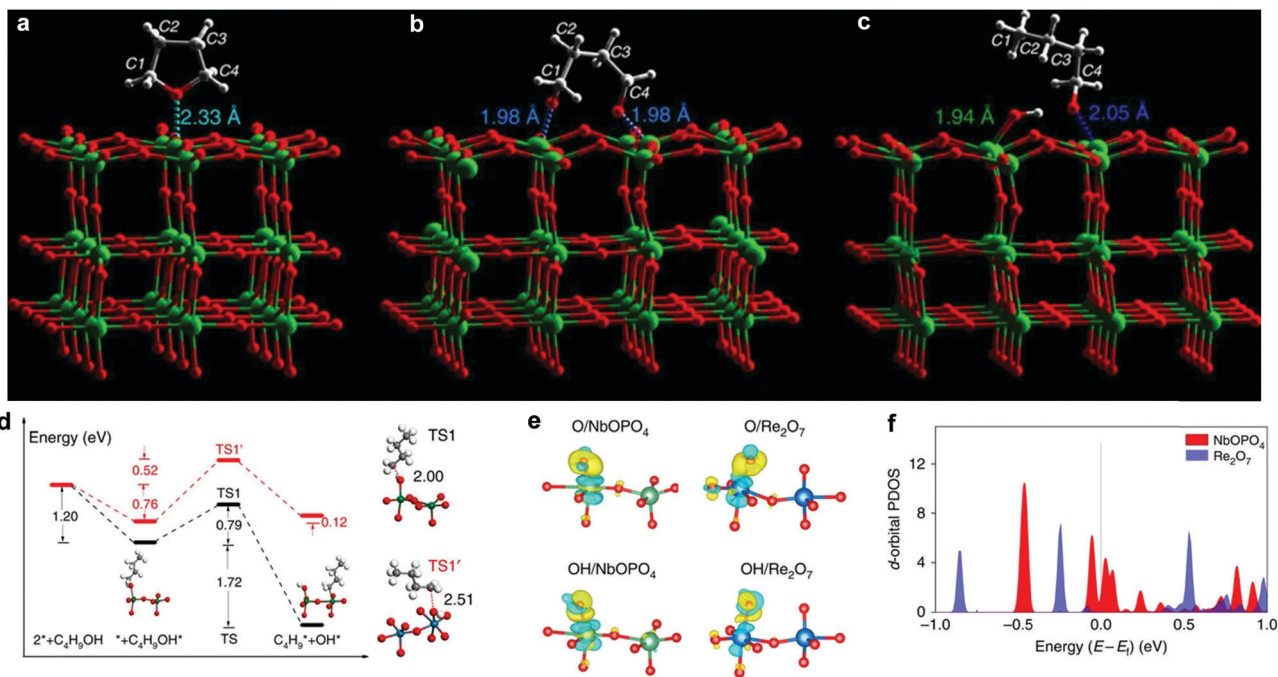 a
C2
C3
C1
C4
2.33 Å
b
C2
C3
C1
C4
1.98 Å
1.98 Å
c
C1
C2
C3
C4
1.94 Å
2.05 Å
d
Energy (eV)
1.20
0.52
0.76
TS1'
TS1
0.79
1.72
0.12
2*+C₄H₉OH
*+C₄H₉OH*
TS
C₄H₉*+OH*
TS1
2.00
TS1'
2.51
e
O/NbOPO₄
O/Re₂O₇
OH/NbOPO₄
OH/Re₂O₇
f
NbOPO₄
Re₂O₇
d-orbital PDOS
12
8
4
0
−1.0
−0.5
0.0
0.5
1.0
Energy (E−E_f) (eV)